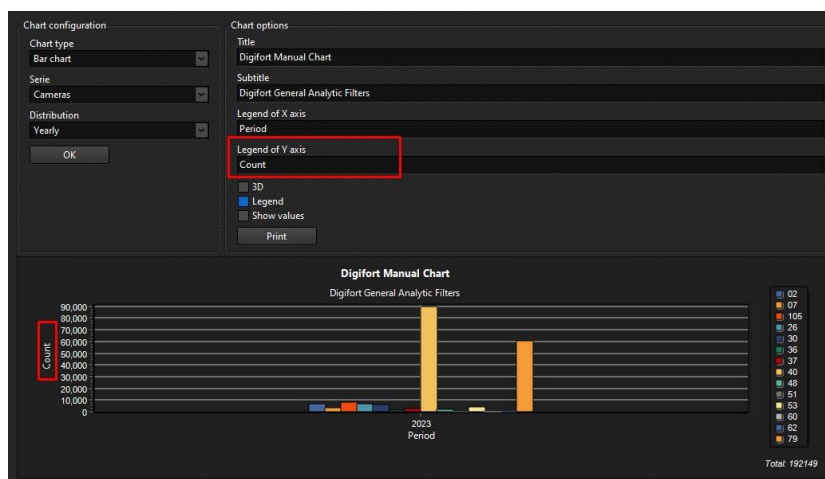 Chart configuration
Chart type
Bar chart
Serie
Cameras
Distribution
Yearly
OK
Chart options
Title
Digifort Manual Chart
Subtitle
Digifort General Analytic Filters
Legend of X axis
Period
Legend of Y axis
Count
3D
Legend
Show values
Print
Digifort Manual Chart
Digifort General Analytic Filters
90,000
80,000
70,000
60,000
50,000
40,000
30,000
20,000
10,000
0
Count
2023
Period
02
07
105
26
30
36
37
40
48
51
53
60
62
79
Total: 192149